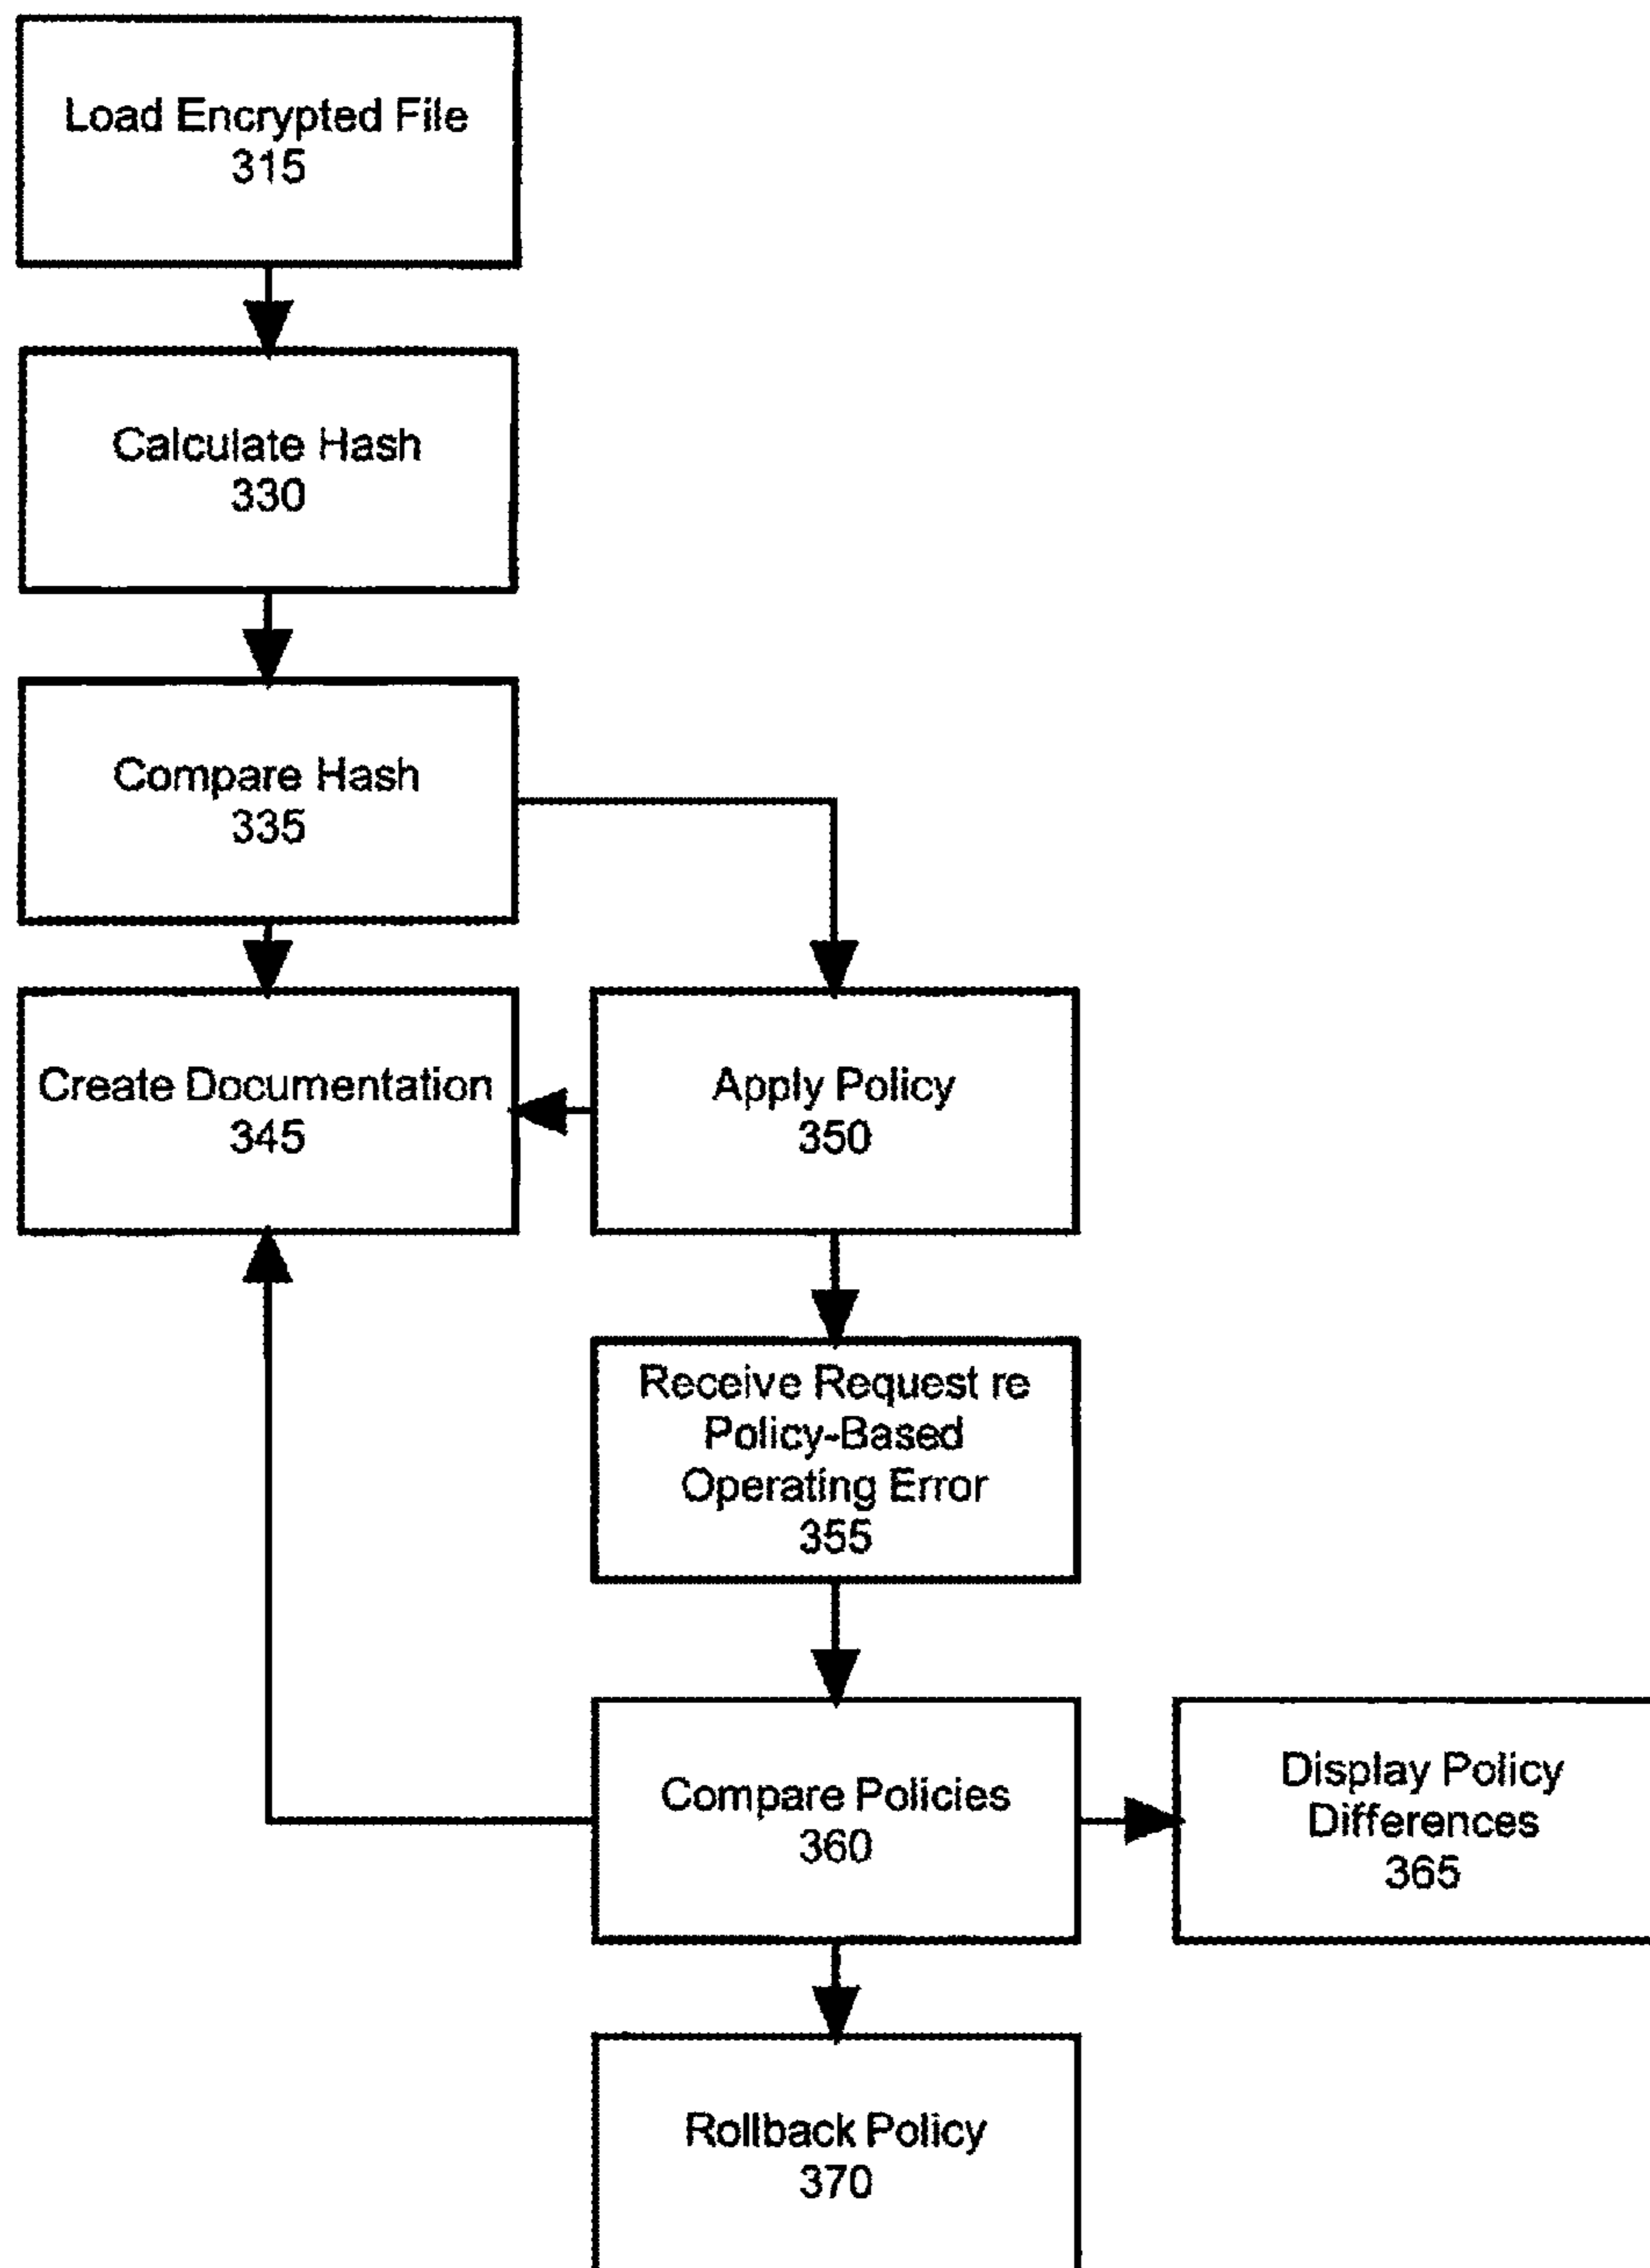 Load Encrypted File
315
Calculate Hash
330
Compare Hash
335
Create Documentation
345
Apply Policy
350
Receive Request re
Policy-Based
Operating Error
355
Compare Policies
360
Display Policy
Differences
365
Rollback Policy
370